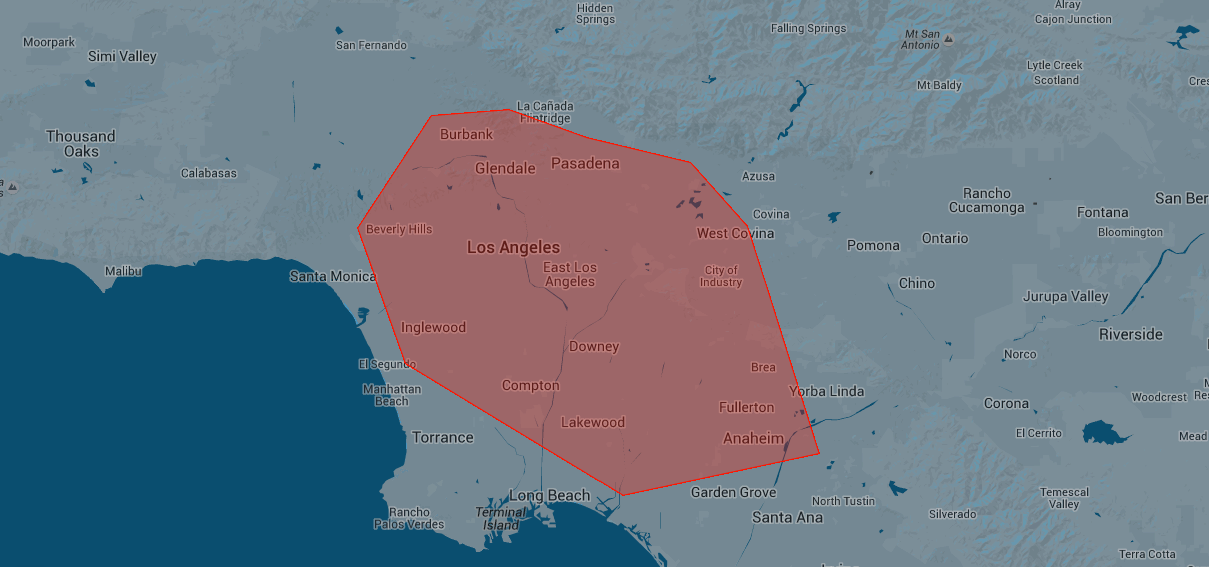 Hidden
Springs
Alray
Cajon Junction
Moorpark
Simi Valley
San Fernando
Falling Springs
Mt San
Antonio
Lytle Creek
Scotland
Mt Baldy
Cres
La Cañada
Flintridge
Burbank
Thousand
Oaks
Calabasas
Glendale
Pasadena
Azusa
Rancho
Cucamonga
San Ber
Fontana
Bloomington
Covina
West Covina
Beverly Hills
Los Angeles
Pomona
Ontario
Malibu
Santa Monica
East Los
Angeles
City of
Industry
Chino
Jurupa Valley
Riverside
Inglewood
Downey
Norco
El Segundo
Brea
Manhattan
Beach
Compton
Yorba Linda
Woodcrest
Corona
Fullerton
Lakewood
El Cerrito
Mead
Torrance
Anaheim
Long Beach
Garden Grove
North Tustin
Temescal
Valley
Rancho
Palos Verdes
Terminal
Island
Santa Ana
Silverado
Terra Cotta